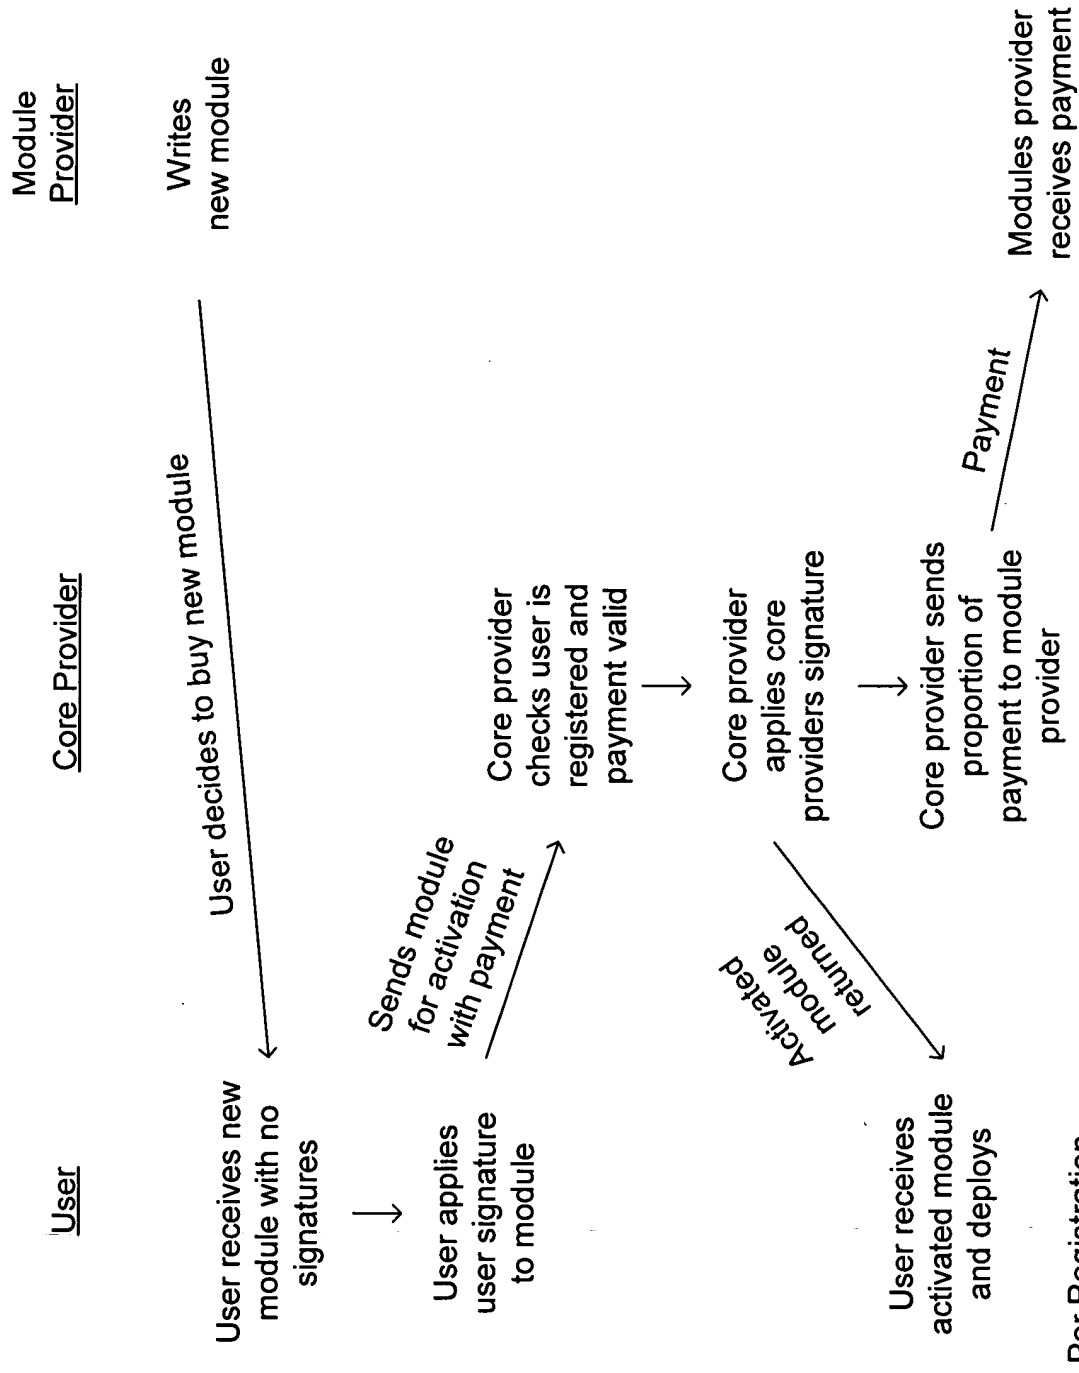 User
Core Provider
Module
Provider
Writes
new module
User decides to buy new module
User receives new
module with no
signatures
User applies
user signature
to module
Sends module
for activation
with payment
Core provider
checks user is
registered and
payment valid
Core provider
applies core
providers signature
Activated
module
returned
User receives
activated module
and deploys
Core provider sends
proportion of
payment to module
provider
Payment
Modules provider
receives payment
Per Registration